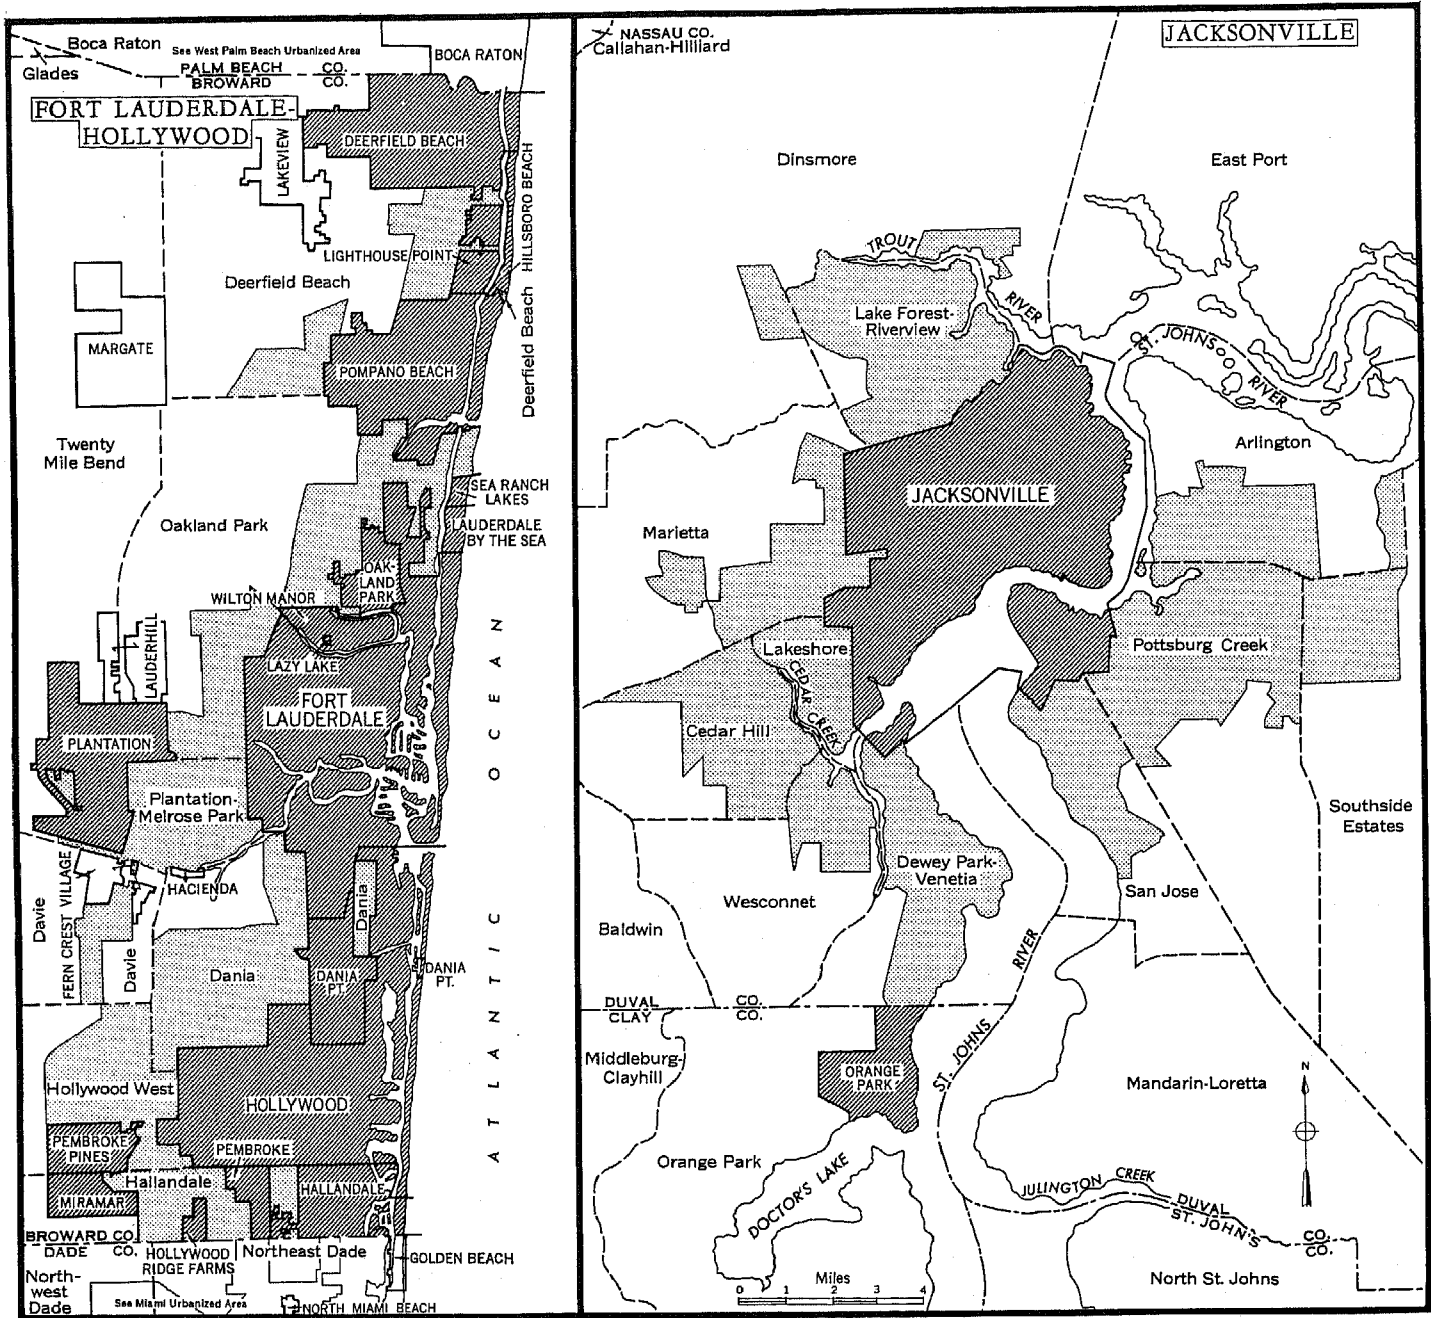 Boca Raton
See West Palm Beach Urbanized Area
Glades
PALM BEACH CO.
BROWARD CO.
BOCA RATON
FORT LAUDERDALE-
HOLLYWOOD
DEERFIELD BEACH
LAKEVIEW
HILLSBORO BEACH
LIGHTHOUSE POINT
Deerfield Beach
Deerfield Beach
MARGATE
POMPANO BEACH
Twenty
Mile Bend
SEA RANCH
LAKES
Oakland Park
LAUDERDALE
BY THE SEA
OAK-
LAND
PARK
WILTON MANOR
LAUDERHILL
LAZY LAKE
FORT
LAUDERDALE
PLANTATION
Plantation-
Melrose Park
ATLANTIC OCEAN
HACIENDA
FERN CREST VILLAGE
Davie
Davie
Dania
Dania
DANIA
PT.
DANIA
PT.
Hollywood West
HOLLYWOOD
PEMBROKE
PINES
PEMBROKE
Hallandale
HALLANDALE
MIRAMAR
BROWARD CO.
DADE CO.
HOLLYWOOD
RIDGE FARMS
Northeast Dade
GOLDEN BEACH
North-
west
Dade
See Miami Urbanized Area
NORTH MIAMI BEACH
NASSAU CO.
Callahan-Hilliard
JACKSONVILLE
Dinsmore
East Port
TROUT
RIVER
Lake Forest-
Riverview
ST. JOHNS
RIVER
Arlington
JACKSONVILLE
Marietta
Lakeshore
Pottsburg Creek
CEDAR CREEK
Cedar Hill
Southside
Estates
Dewey Park-
Venetia
San Jose
Wesconnet
Baldwin
RIVER
DUVAL CO.
CLAY CO.
ST. JOHNS
Middleburg-
Clayhill
ORANGE
PARK
N
Mandarin-Loretta
Orange Park
DOCTOR'S LAKE
JULINGTON CREEK
DUVAL CO.
ST. JOHN'S CO.
North St. Johns
Miles
0 1 2 3 4